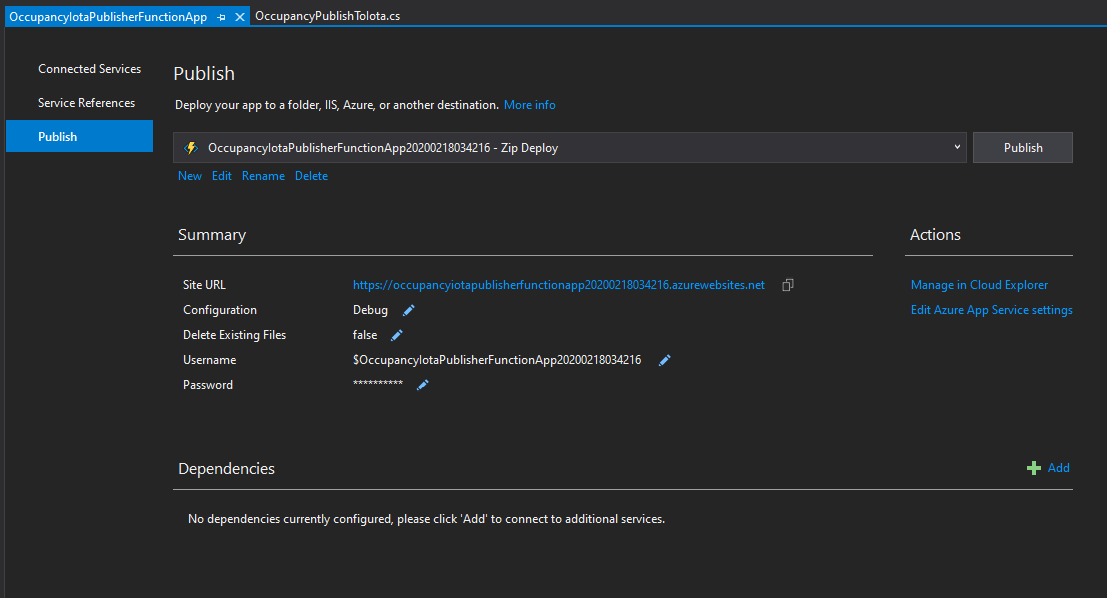 OccupancyIotaPublisherFunctionApp
OccupancyPublishToIota.cs
Connected Services
Service References
Publish
Publish
Deploy your app to a folder, IIS, Azure, or another destination. More info
OccupancyIotaPublisherFunctionApp20200218034216 - Zip Deploy
Publish
New Edit Rename Delete
Summary
Site URL https://occupancyiotapublisherfunctionapp20200218034216.azurewebsites.net
Configuration Debug
Delete Existing Files false
Username $OccupancyIotaPublisherFunctionApp20200218034216
Password **********
Actions
Manage in Cloud Explorer
Edit Azure App Service settings
Dependencies
Add
No dependencies currently configured, please click 'Add' to connect to additional services.